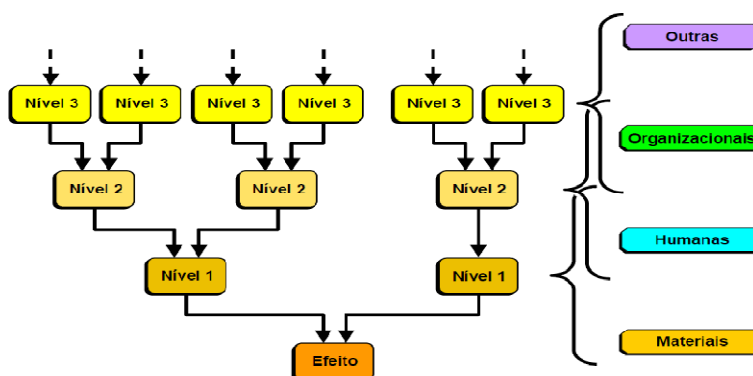 Outras
Nível 3
Nível 3
Nível 3
Nível 3
Nível 3
Nível 3
Organizacionais
Nível 2
Nível 2
Nível 2
Humanas
Nível 1
Nível 1
Materiais
Efeito